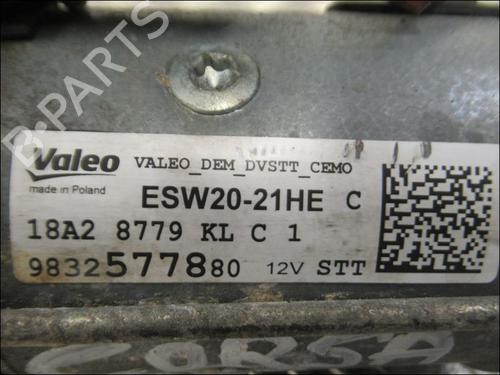 B-PARTS
Valeo VALEO_DEM_DVSTT_CEMO
made in Poland
ESW20-21HE C
18A2 8779 KL C 1
9832577880 12V STT
CORSA